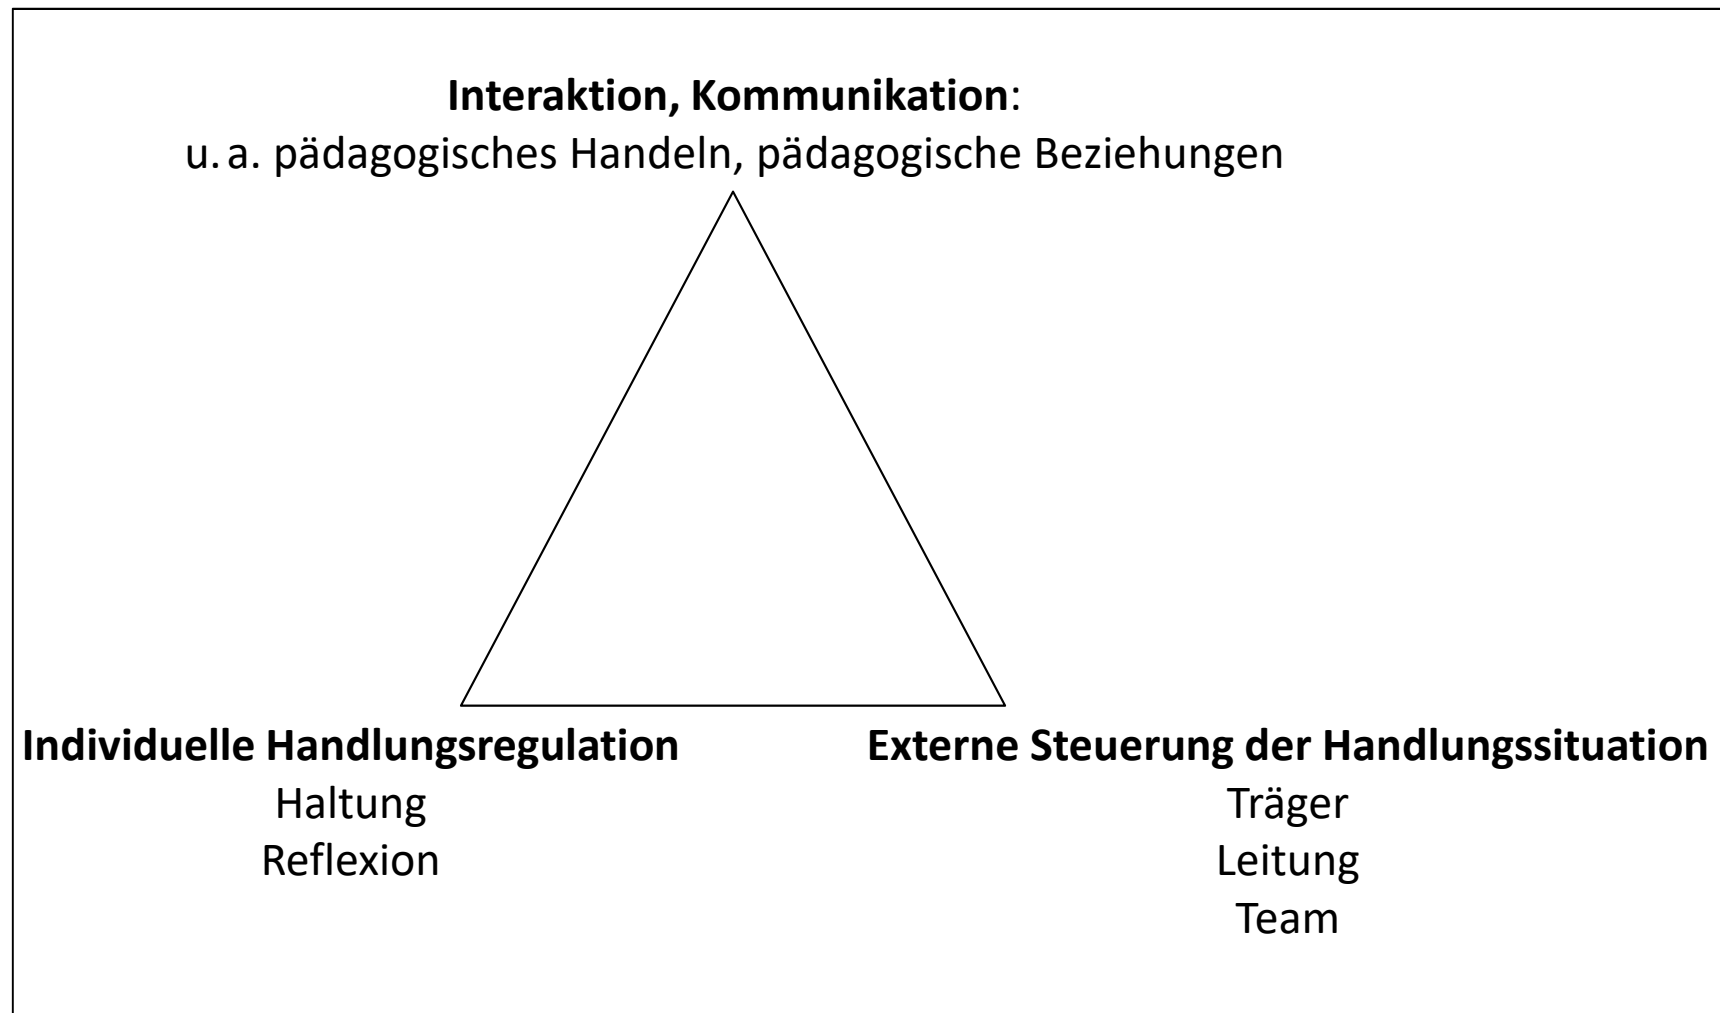 Interaktion, Kommunikation:
u. a. pädagogisches Handeln, pädagogische Beziehungen
Individuelle Handlungsregulation
Haltung
Reflexion
Externe Steuerung der Handlungssituation
Träger
Leitung
Team